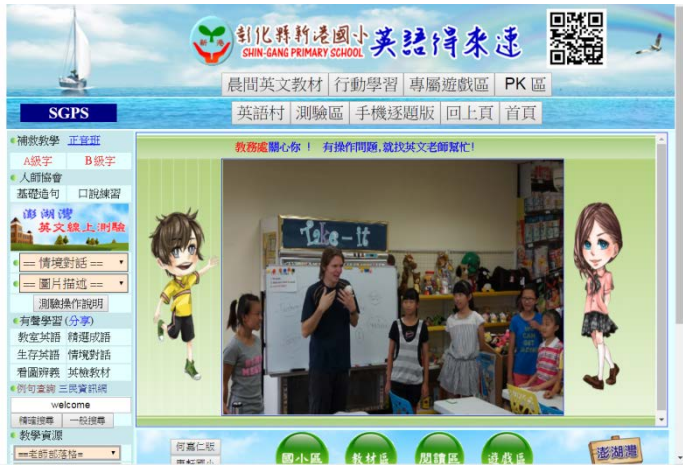 彰化縣新港國小 英語得來速
SHIN-GANG PRIMARY SCHOOL
晨間英文教材 行動學習 專屬遊戲區 PK 區
SGPS
英語村 測驗區 手機逐題版 回上頁 首頁
補救教學 正音班
A級字 B級字
人師協會
基礎造句 口說練習
澎湖灣
英文線上測驗
== 情境對話 ==
== 圖片描述 ==
測驗操作說明
有聲學習 (分享)
教室英語 精選成語
生存英語 情境對話
看圖辨義 英檢教材
例句查詢 三民資訊網
welcome
精確搜尋 一般搜尋
教學資源
==老師部落格=
教務處關心你 ! 有操作問題,就找英文老師幫忙!
Take-It
何嘉仁版
國小區 教材區 閱讀區 遊戲區
澎湖灣